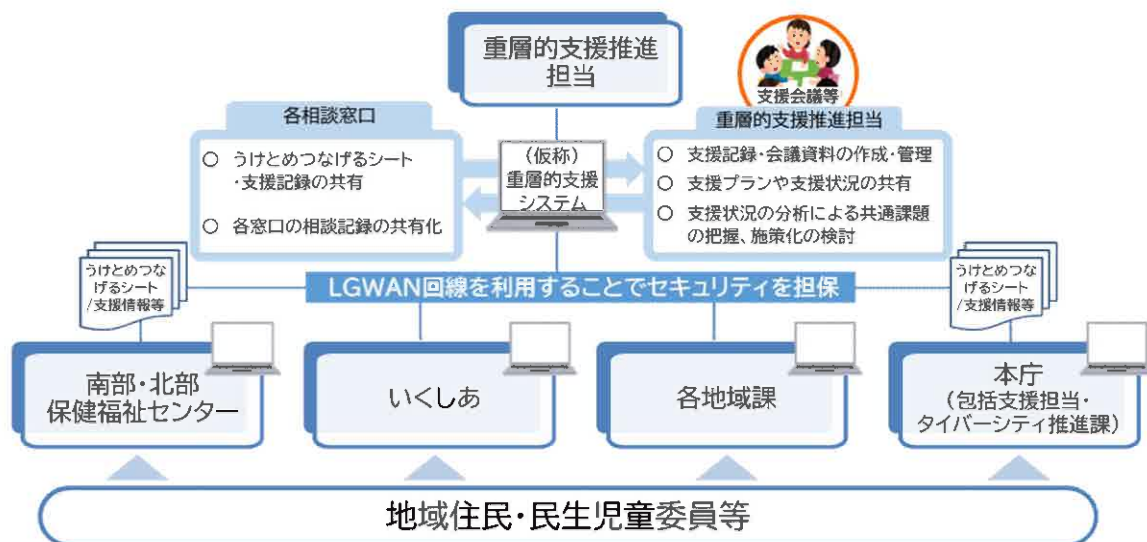 重層的支援推進
担当
支援会議等
各相談窓口
○ うけとめつなげるシート
・支援記録の共有
○ 各窓口の相談記録の共有化
(仮称)
重層的支援
システム
重層的支援推進担当
○ 支援記録・会議資料の作成・管理
○ 支援プランや支援状況の共有
○ 支援状況の分析による共通課題
の把握、施策化の検討
うけとめつな
げるシート
/支援情報等
LGWAN回線を利用することでセキュリティを担保
うけとめつな
げるシート
/支援情報等
南部・北部
保健福祉センター
いくしあ
各地域課
本庁
(包括支援担当・
タイバーシティ推進課)
地域住民・民生児童委員等